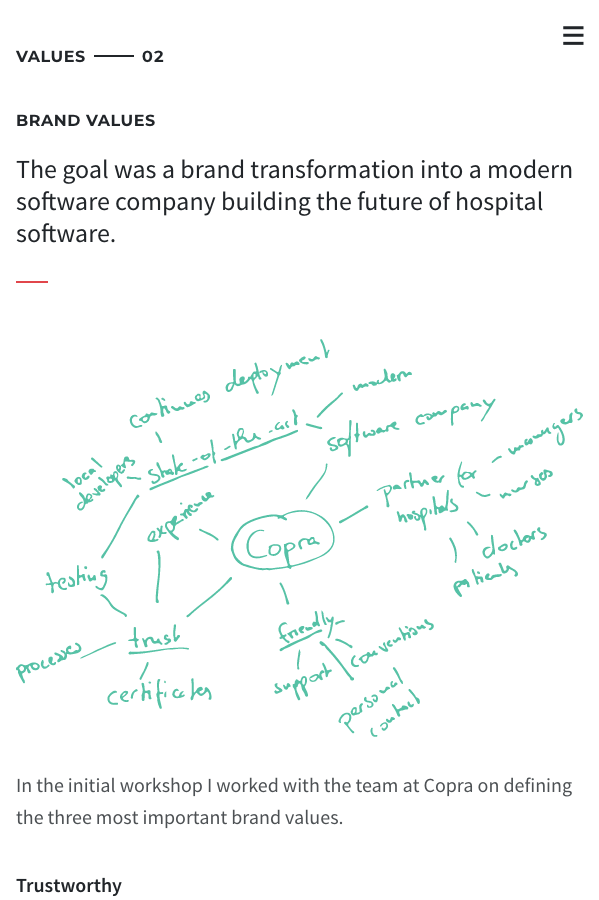 VALUES 02
BRAND VALUES
The goal was a brand transformation into a modern
software company building the future of hospital
software.
continues deployment
modern
state-of-the-art
software company
local
developers
managers
partner for
hospitals
nurses
experience
Copra
doctors
patients
testing
trust
friendly
processes
conventions
certificates
support
personal
contact
In the initial workshop I worked with the team at Copra on defining
the three most important brand values.
Trustworthy